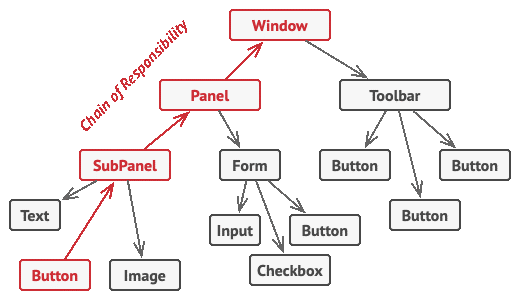 Window
Chain of Responsibility
Panel
Toolbar
SubPanel
Form
Button
Button
Text
Input
Button
Button
Button
Image
Checkbox